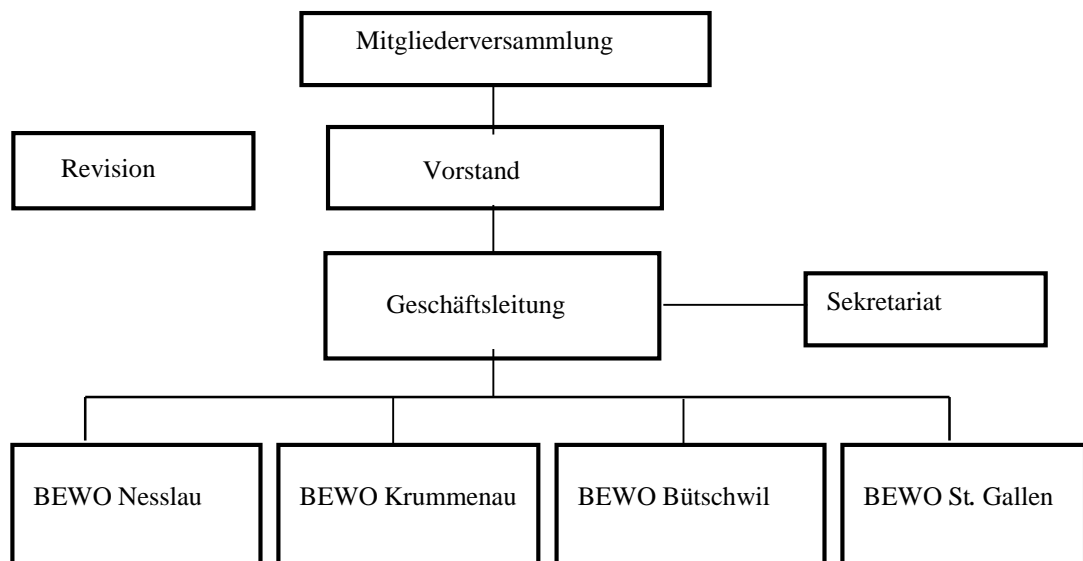 Mitgliederversammlung
Revision
Vorstand
Geschäftsleitung
Sekretariat
BEWO Nesslau
BEWO Krummenau
BEWO Bütschwil
BEWO St. Gallen